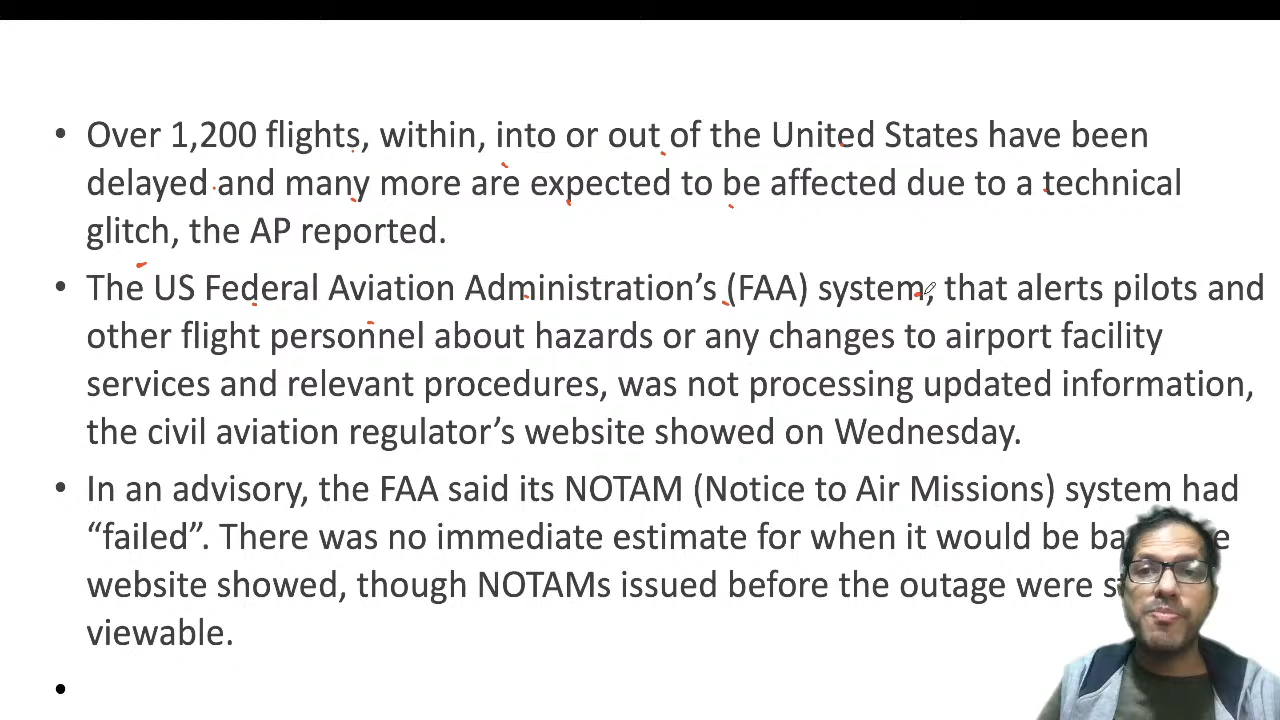 • Over 1,200 flights, within, into or out of the United States have been
delayed and many more are expected to be affected due to a technical
glitch, the AP reported.
• The US Federal Aviation Administration’s (FAA) system, that alerts pilots and
other flight personnel about hazards or any changes to airport facility
services and relevant procedures, was not processing updated information,
the civil aviation regulator’s website showed on Wednesday.
• In an advisory, the FAA said its NOTAM (Notice to Air Missions) system had
“failed”. There was no immediate estimate for when it would be
website showed, though NOTAMs issued before the outage were
viewable.
•